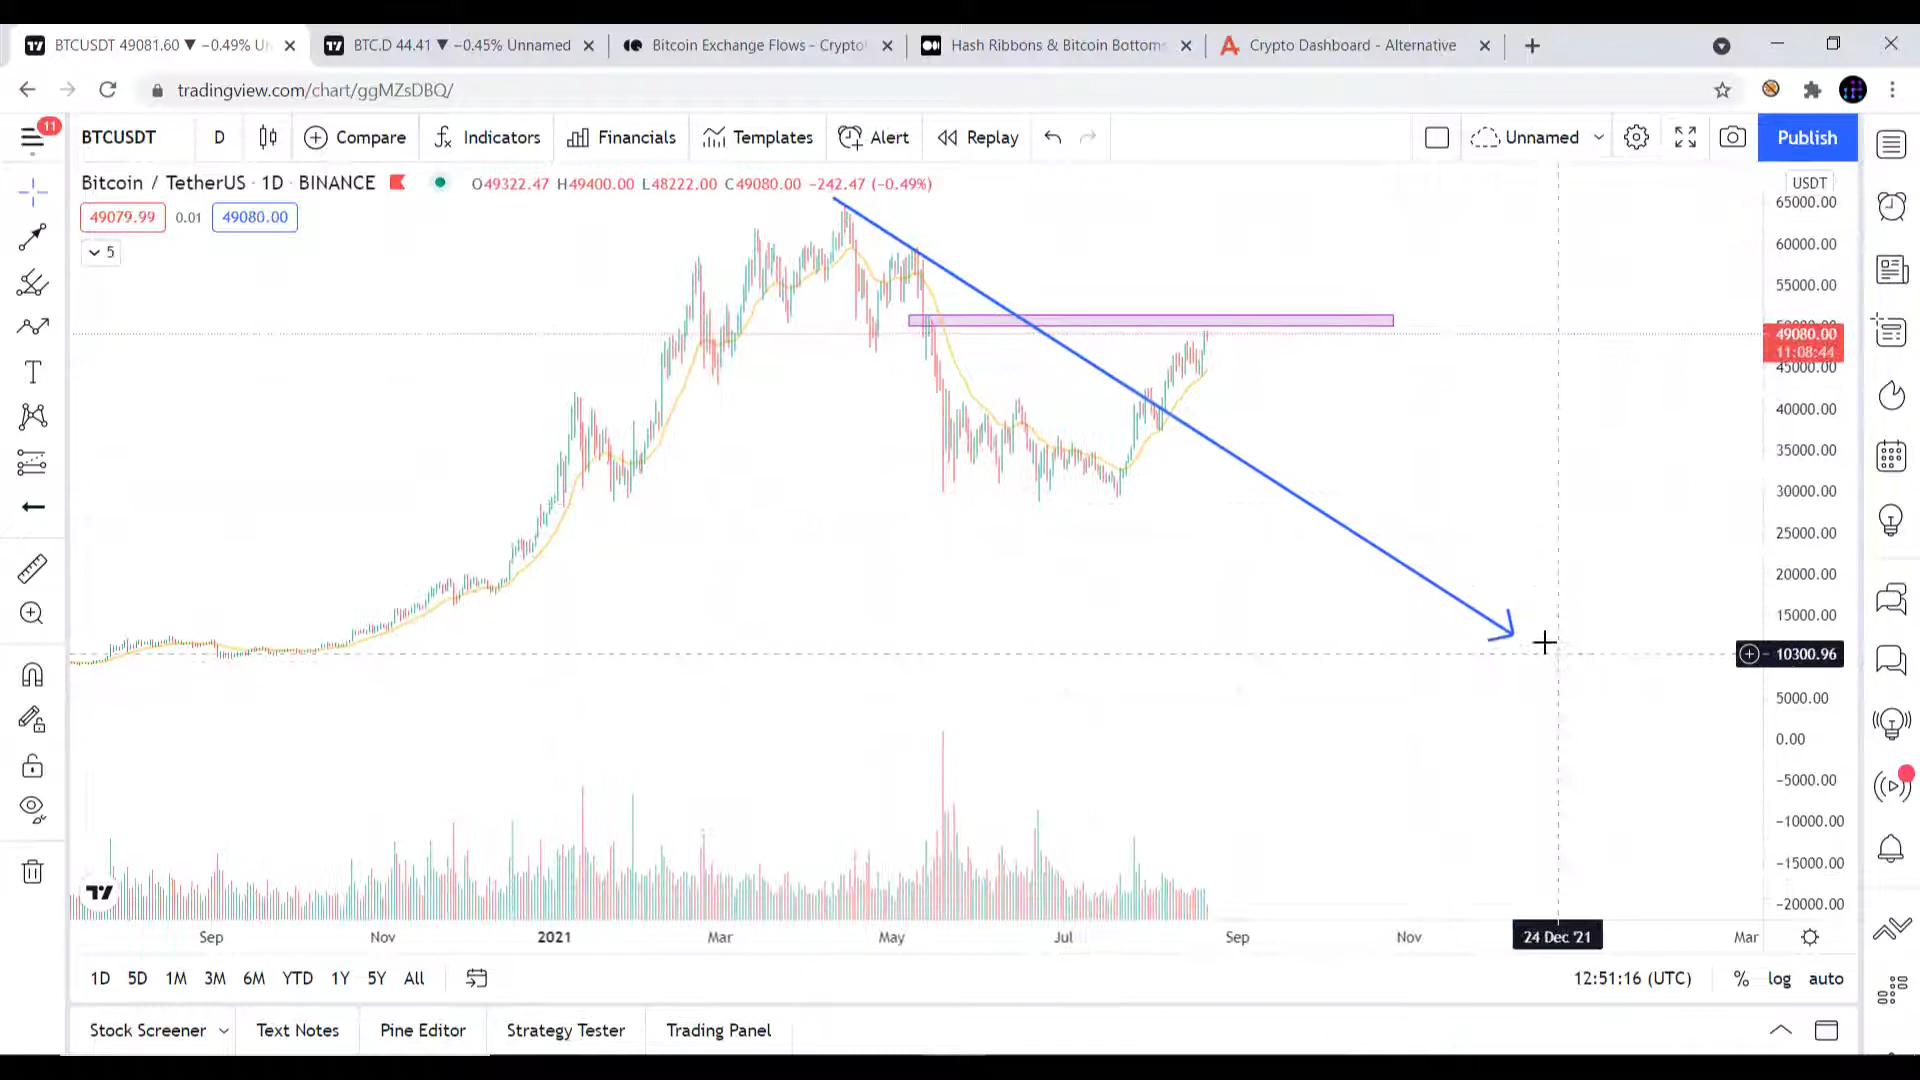 BTCUSDT 49081.60 ▼ −0.49% Un
BTC.D 44.41 ▼ −0.45% Unnamed
Bitcoin Exchange Flows - Crypto
Hash Ribbons & Bitcoin Bottoms
Crypto Dashboard - Alternative
tradingview.com/chart/ggMZsDBQ/
11
BTCUSDT D Compare Indicators Financials Templates Alert Replay Unnamed Publish
Bitcoin / TetherUS · 1D · BINANCE O49322.47 H49400.00 L48222.00 C49080.00 −242.47 (−0.49%)
USDT
49079.99 0.01 49080.00
5
65000.00
60000.00
55000.00
49080.00
11:08:44
45000.00
40000.00
35000.00
30000.00
25000.00
20000.00
15000.00
10300.96
5000.00
0.00
−5000.00
−10000.00
−15000.00
−20000.00
Sep Nov 2021 Mar May Jul Sep Nov 24 Dec '21 Mar
1D 5D 1M 3M 6M YTD 1Y 5Y All 12:51:16 (UTC) % log auto
Stock Screener Text Notes Pine Editor Strategy Tester Trading Panel